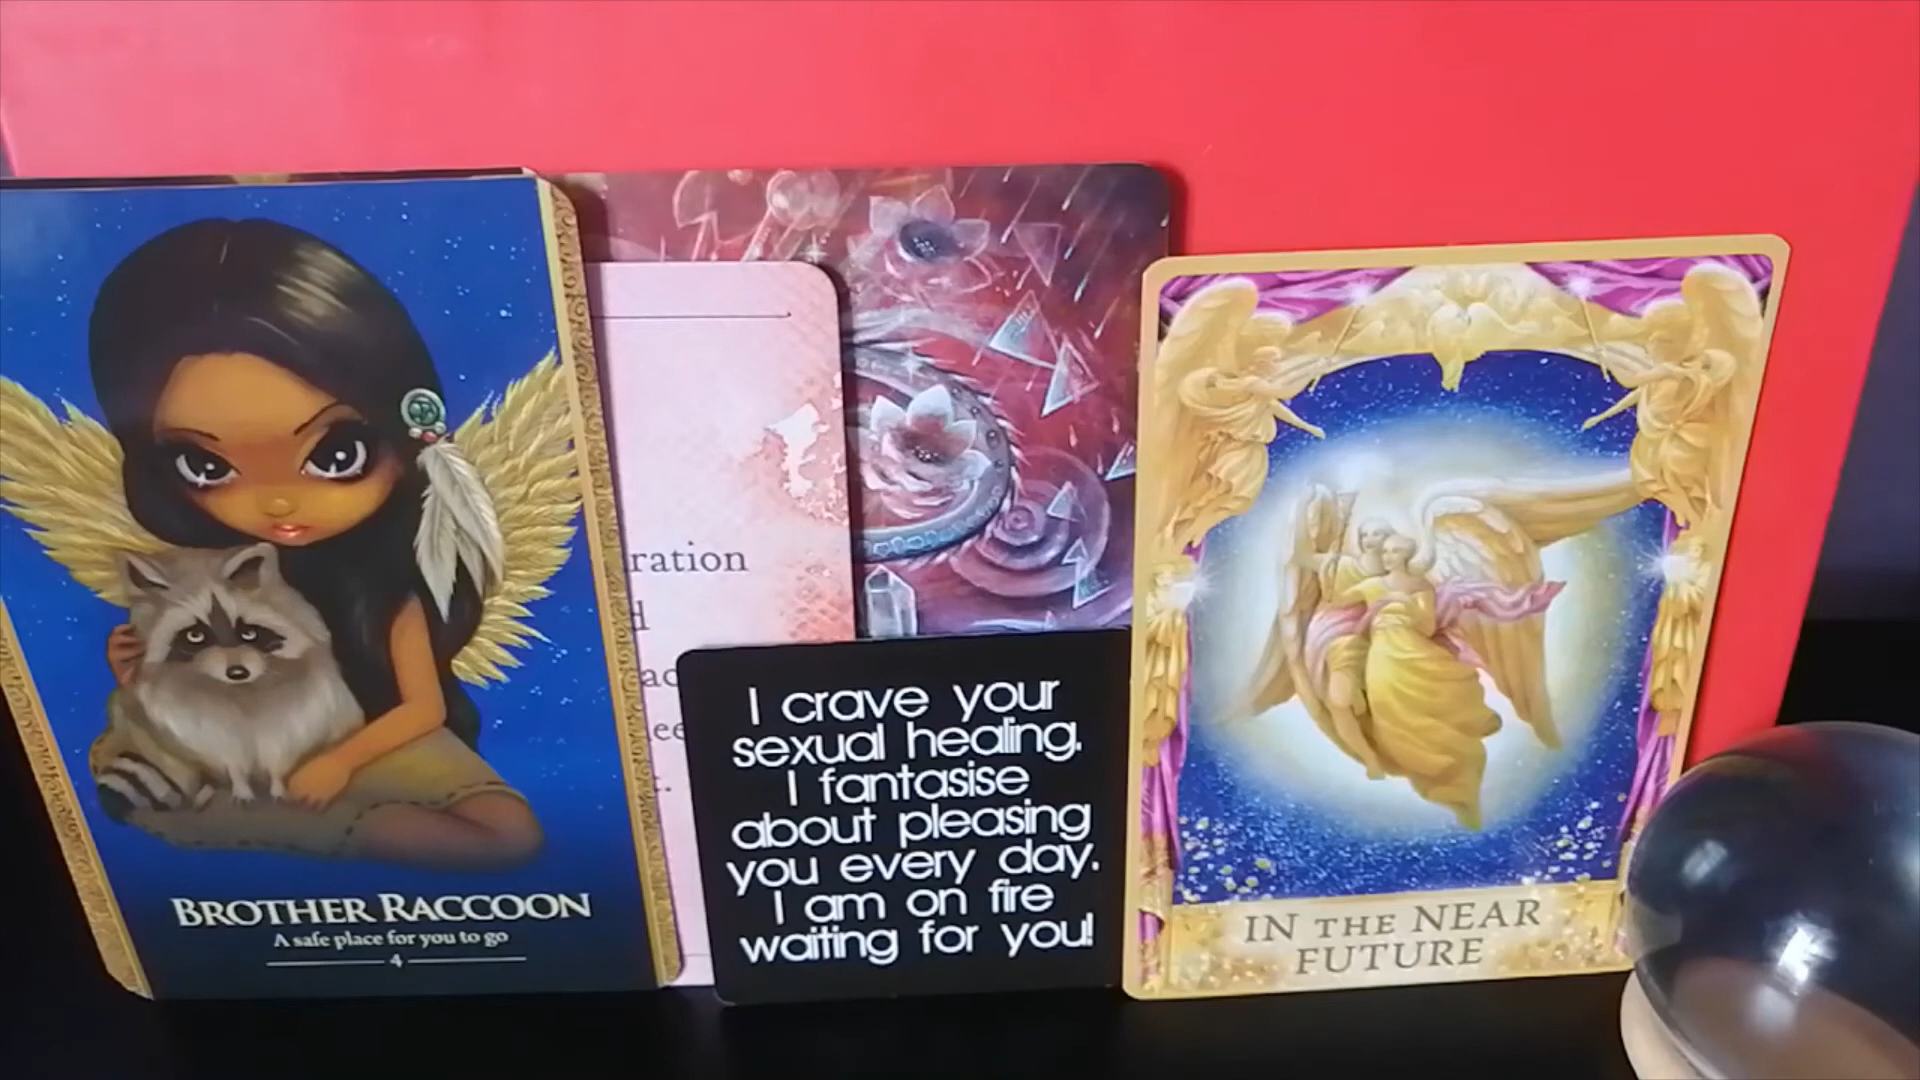 BROTHER RACCOON
A safe place for you to go
4
ration
I crave your
sexual healing.
I fantasise
about pleasing
you every day.
I am on fire
waiting for you!
IN THE NEAR
FUTURE